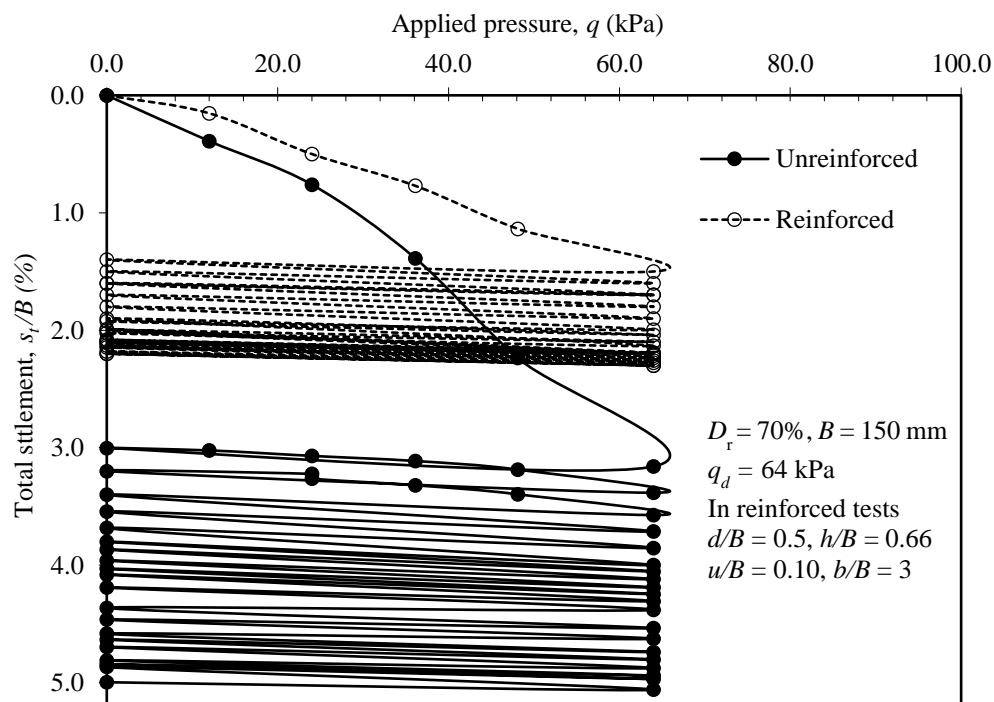 Applied pressure, q (kPa)
0.0 20.0 40.0 60.0 80.0 100.0
0.0
1.0
2.0
3.0
4.0
5.0
Total sttlement, st/B (%)
Unreinforced
Reinforced
Dr = 70%, B = 150 mm
qd = 64 kPa
In reinforced tests
d/B = 0.5, h/B = 0.66
u/B = 0.10, b/B = 3